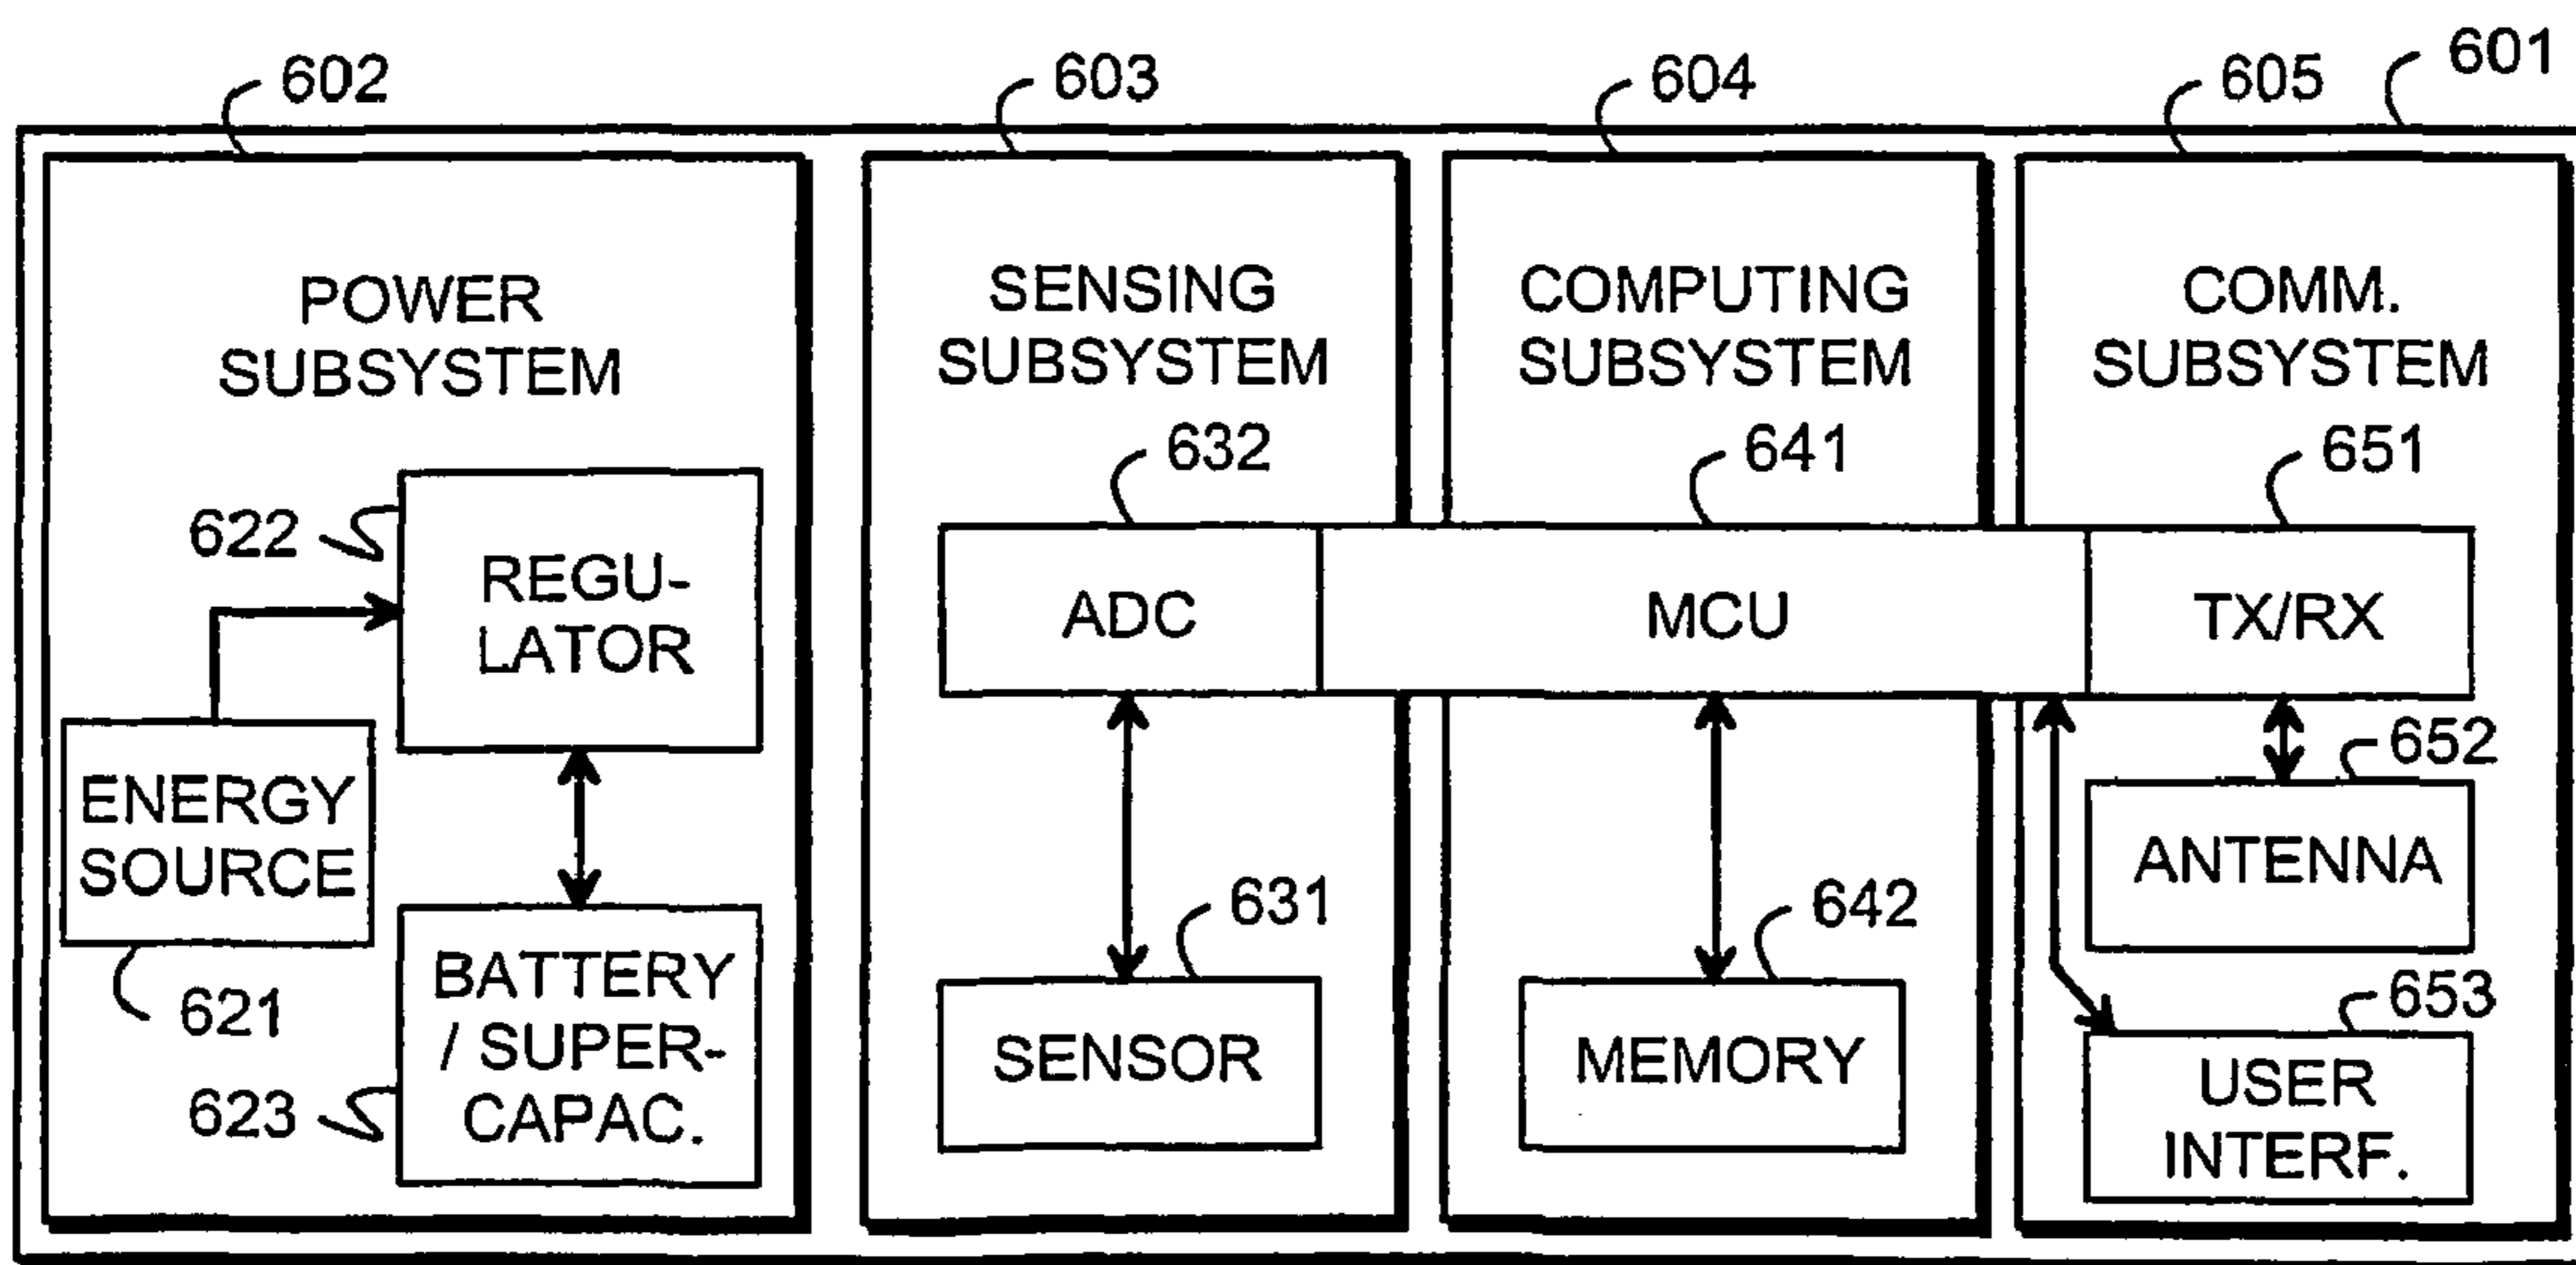 602
603
604
605
601
POWER
SUBSYSTEM
622
REGU-
LATOR
ENERGY
SOURCE
621
BATTERY
/ SUPER-
CAPAC.
623
SENSING
SUBSYSTEM
632
ADC
631
SENSOR
COMPUTING
SUBSYSTEM
641
MCU
642
MEMORY
COMM.
SUBSYSTEM
651
TX/RX
652
ANTENNA
653
USER
INTERF.